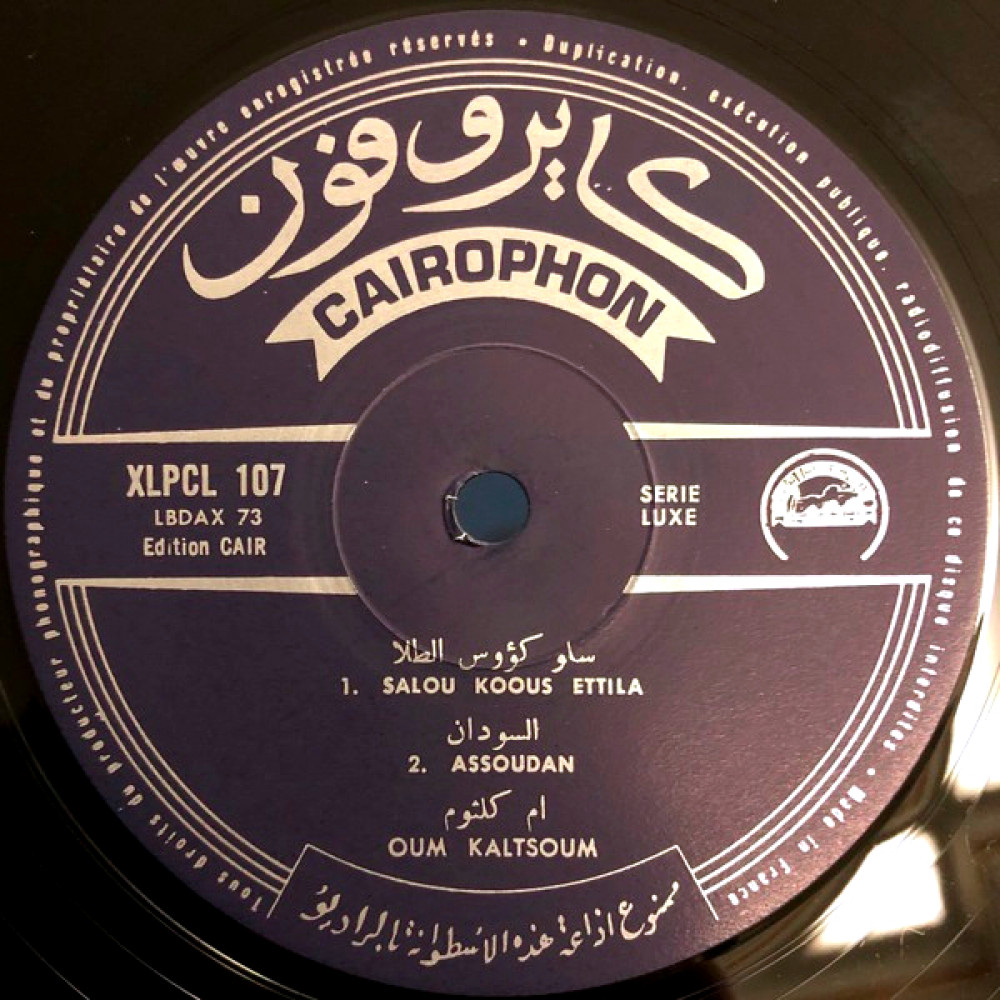 Tous droits du producteur phonographique et du propriétaire de l'œuvre enregistrée réservés • Duplication, exécution publique, radiodiffusion de ce disque interdites • Made in France
كايروفون
CAIROPHON
XLPCL 107
LBDAX 73
Edition CAIR
SERIE
LUXE
سلو كؤوس الطلا
1. SALOU KOOUS ETTILA
السودان
2. ASSOUDAN
ام كلثوم
OUM KALTSOUM
ممنوع اذاعة هذه الاسطوانة بالراديو